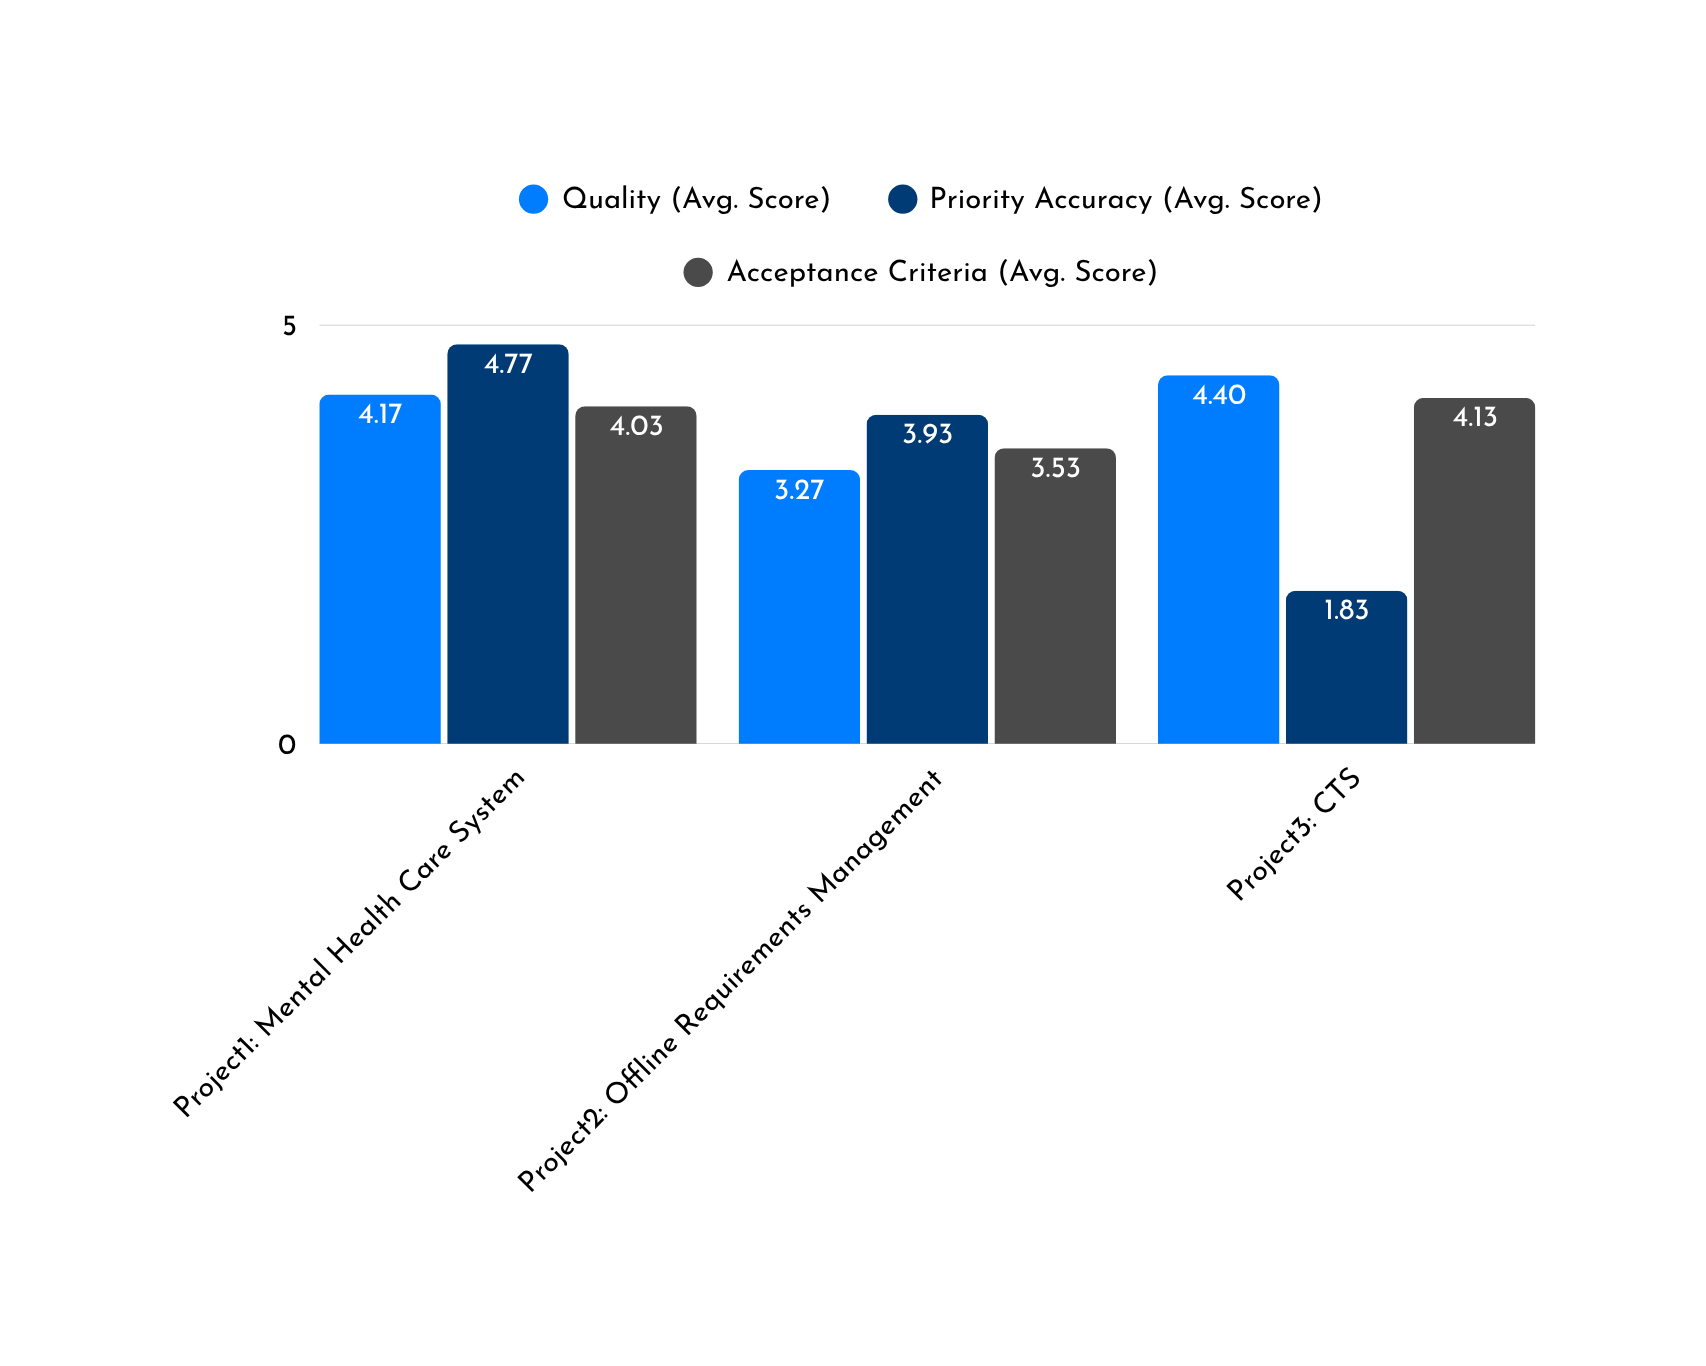 Quality (Avg. Score)
Priority Accuracy (Avg. Score)
Acceptance Criteria (Avg. Score)
5
4.17
4.77
4.03
3.27
3.93
3.53
4.40
1.83
4.13
0
Project1: Mental Health Care System
Project2: Offline Requirements Management
Project3: CTS